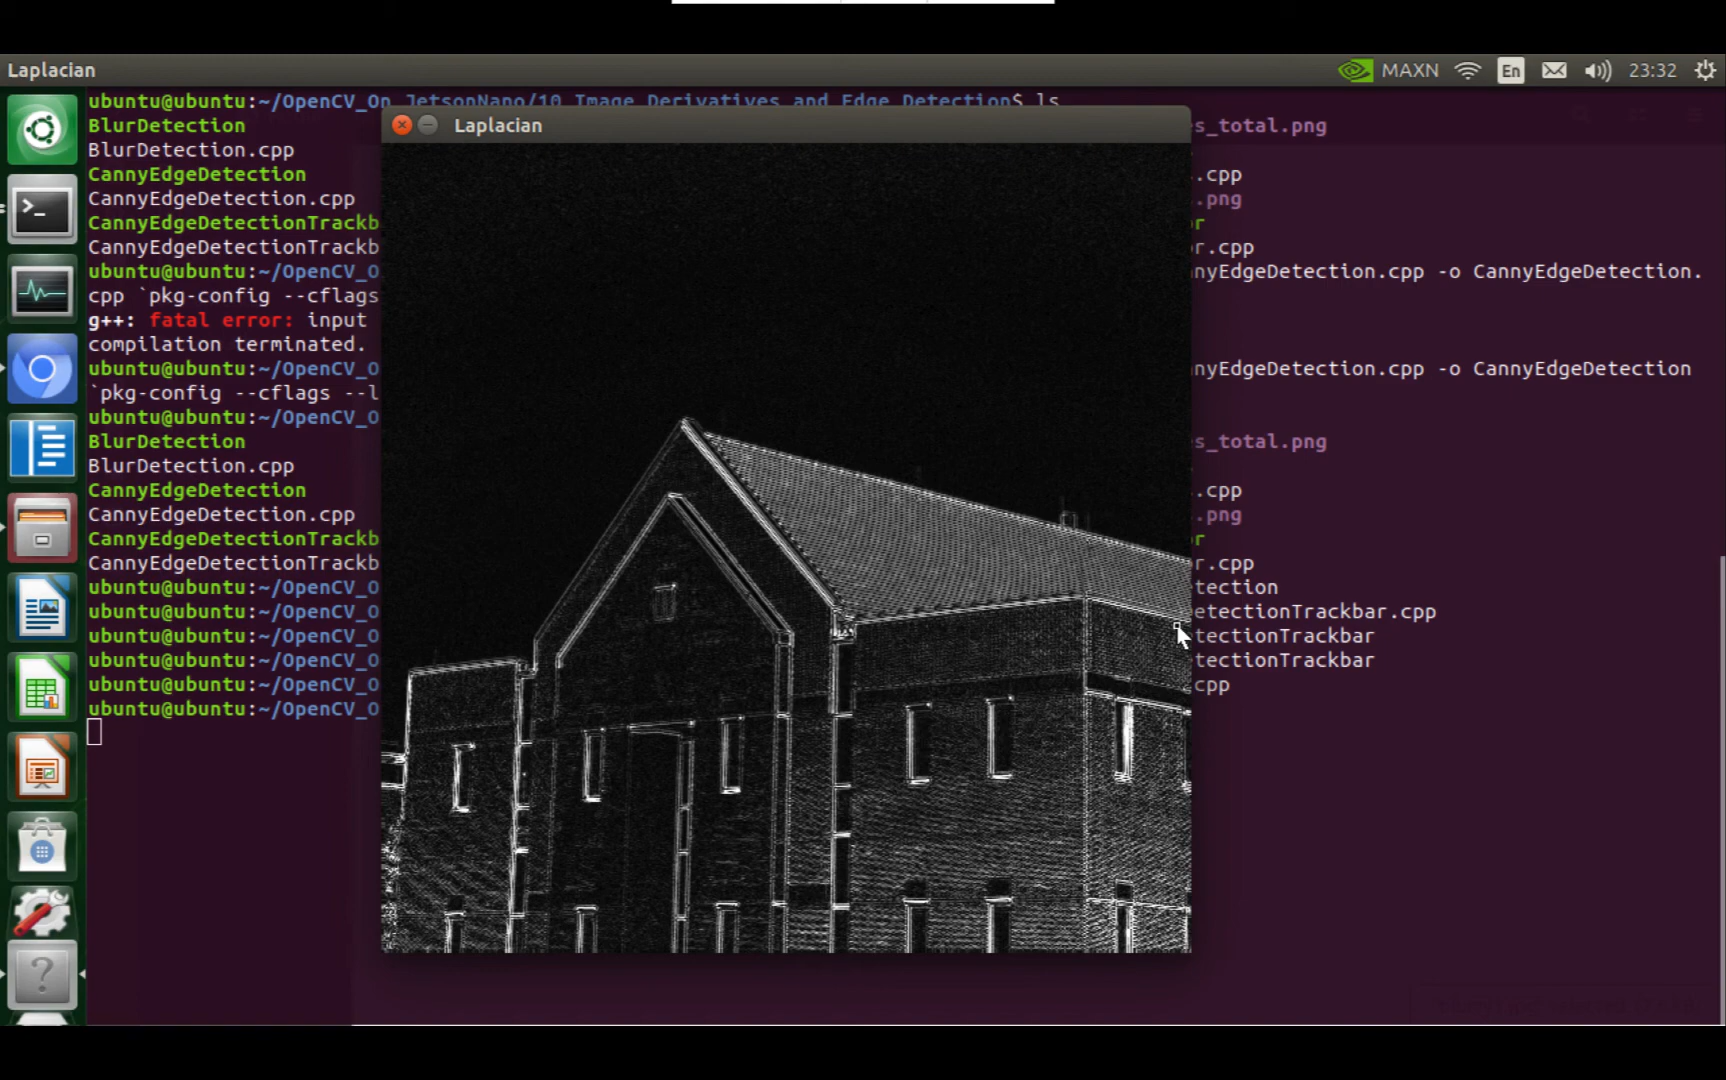 Laplacian MAXN En 23:32
ubuntu@ubuntu:~/OpenCV_On_JetsonNano/10_Image_Derivatives_and_Edge_Detection$ ls
Laplacian
BlurDetection s_total.png
BlurDetection.cpp
CannyEdgeDetection .cpp
CannyEdgeDetection.cpp .png
CannyEdgeDetectionTrackb r
CannyEdgeDetectionTrackb r.cpp
ubuntu@ubuntu:~/OpenCV_O nyEdgeDetection.cpp -o CannyEdgeDetection.
cpp `pkg-config --cflags
g++: fatal error: input
compilation terminated.
ubuntu@ubuntu:~/OpenCV_O nyEdgeDetection.cpp -o CannyEdgeDetection
`pkg-config --cflags --l
ubuntu@ubuntu:~/OpenCV_O
BlurDetection s_total.png
BlurDetection.cpp
CannyEdgeDetection .cpp
CannyEdgeDetection.cpp .png
CannyEdgeDetectionTrackb r
CannyEdgeDetectionTrackb r.cpp
ubuntu@ubuntu:~/OpenCV_O etection
ubuntu@ubuntu:~/OpenCV_O etectionTrackbar.cpp
ubuntu@ubuntu:~/OpenCV_O tectionTrackbar
ubuntu@ubuntu:~/OpenCV_O tectionTrackbar
ubuntu@ubuntu:~/OpenCV_O cpp
ubuntu@ubuntu:~/OpenCV_O